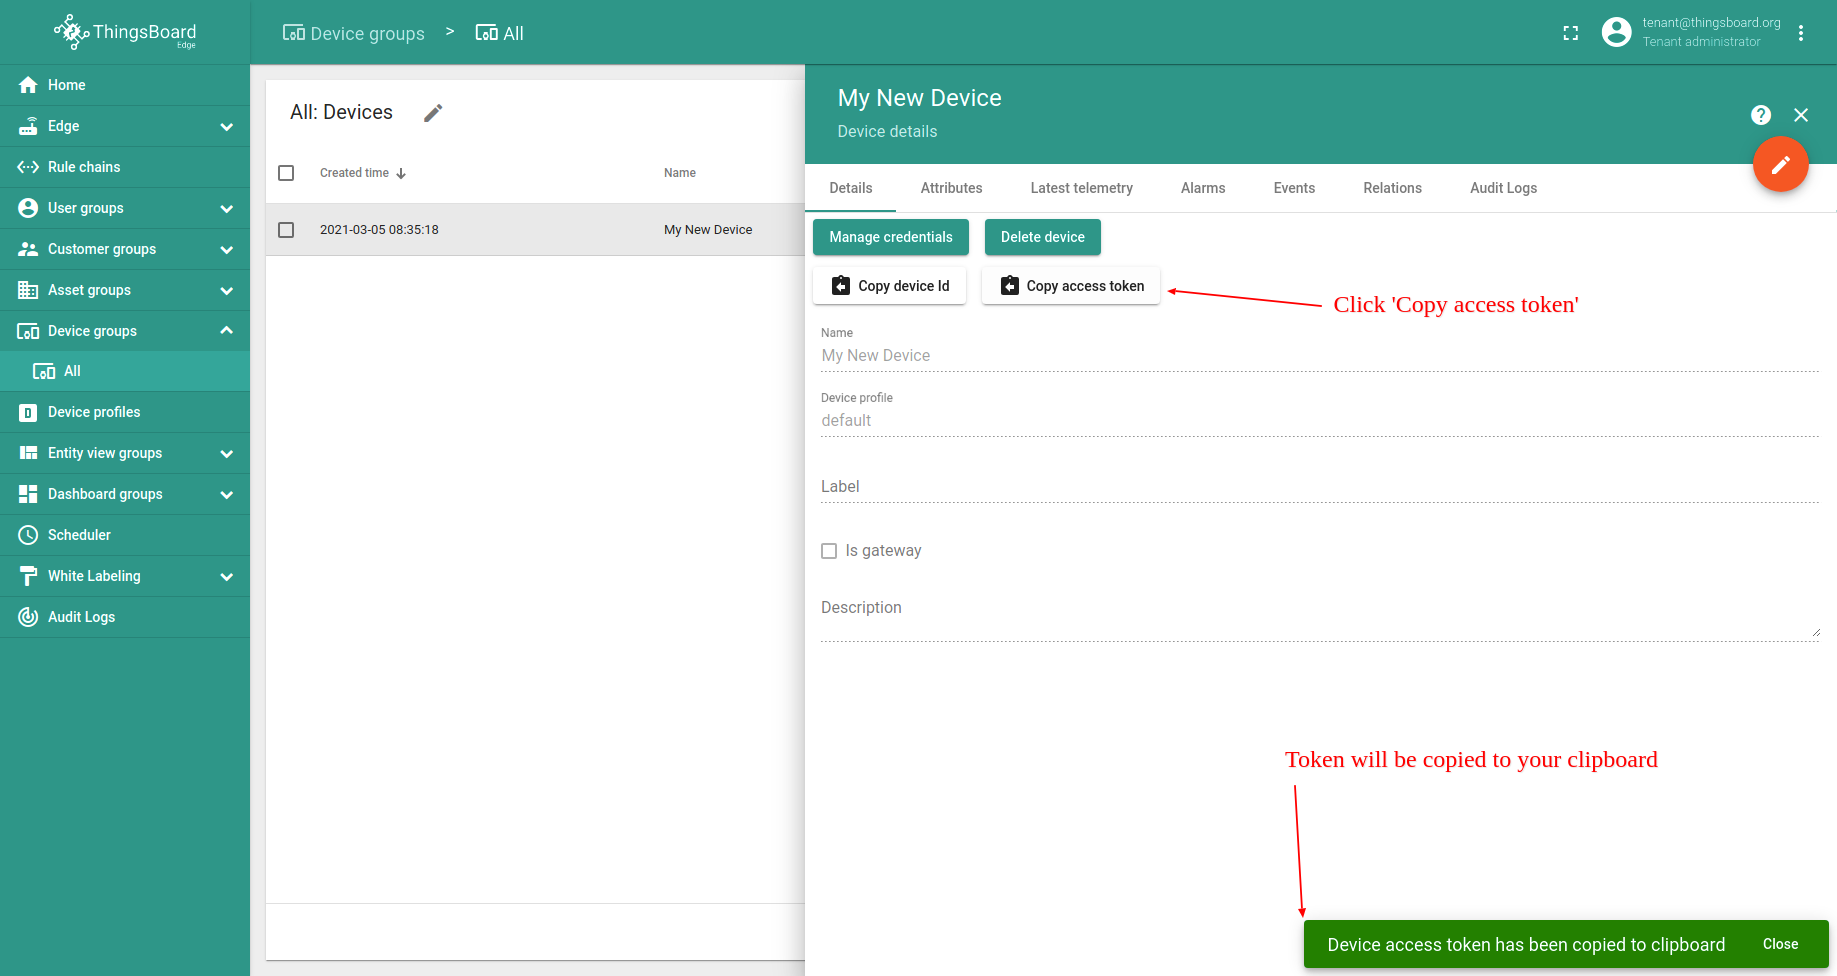 ThingsBoard
Edge
Home
Edge
Rule chains
User groups
Customer groups
Asset groups
Device groups
All
Device profiles
Entity view groups
Dashboard groups
Scheduler
White Labeling
Audit Logs
Device groups > All
tenant@thingsboard.org
Tenant administrator
All: Devices
Created time Name
2021-03-05 08:35:18 My New Device
My New Device
Device details
Details Attributes Latest telemetry Alarms Events Relations Audit Logs
Manage credentials Delete device
Copy device Id Copy access token
Click 'Copy access token'
Name
My New Device
Device profile
default
Label
Is gateway
Description
Token will be copied to your clipboard
Device access token has been copied to clipboard Close